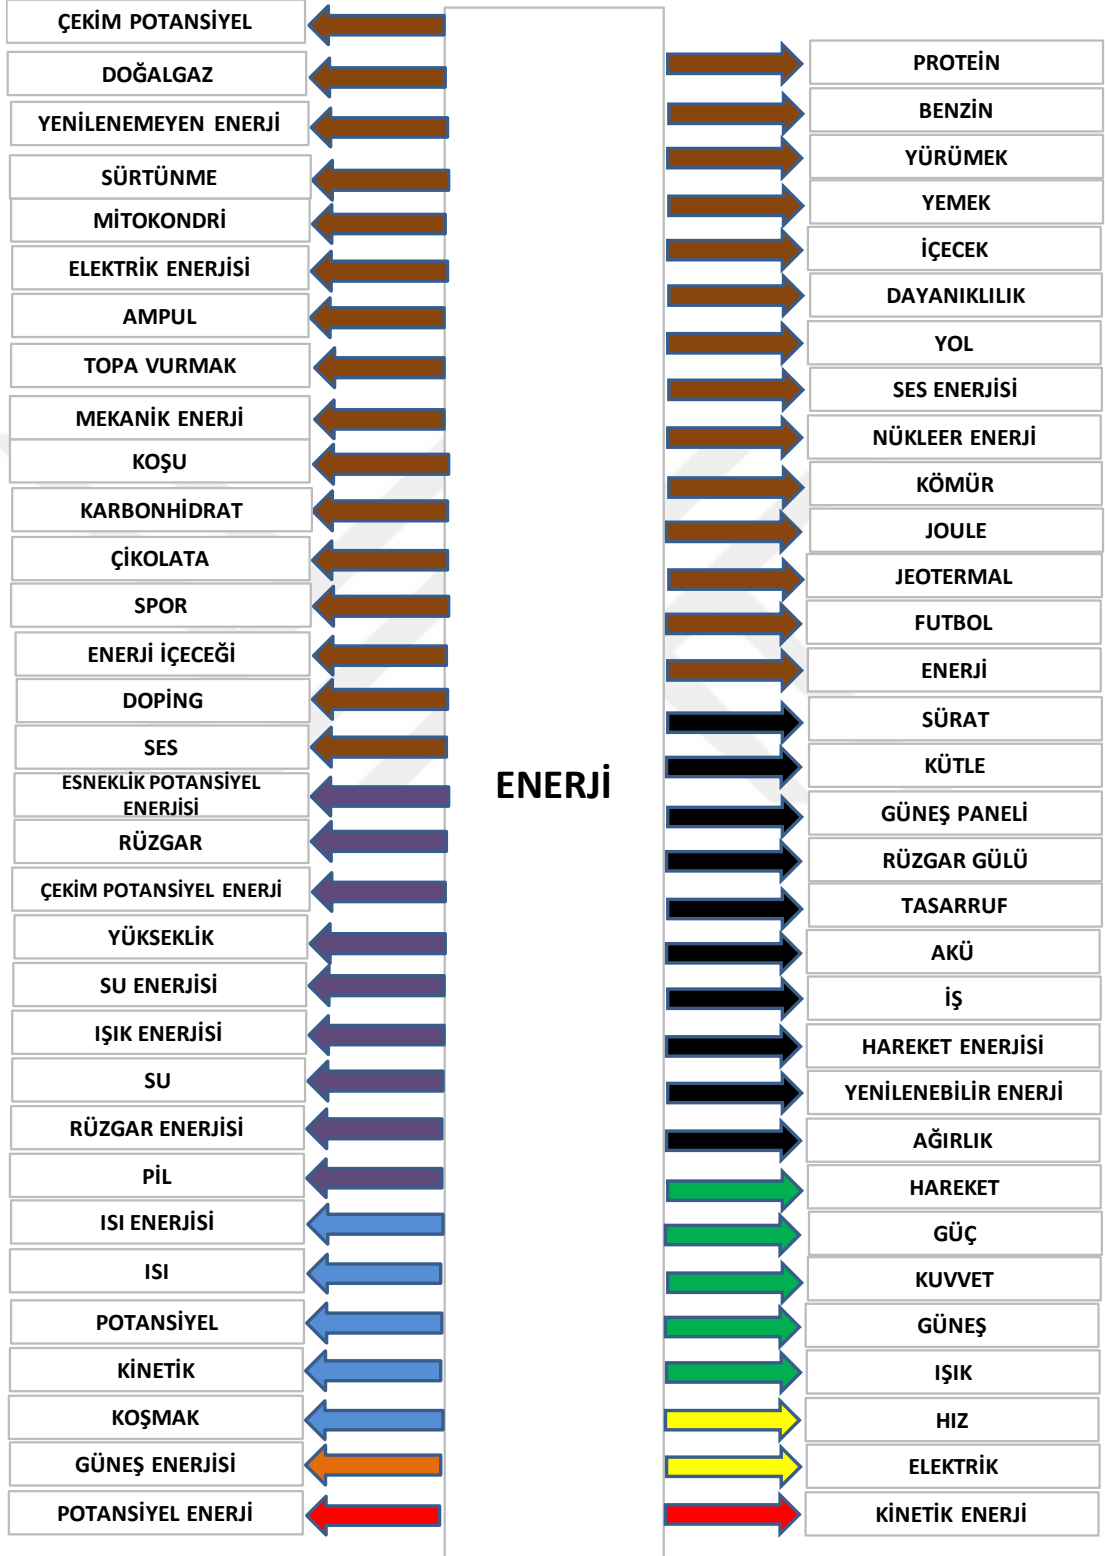 ÇEKİM POTANSİYEL
DOĞALGAZ
YENİLENEMEYEN ENERJİ
SÜRTÜNME
MİTOKONDRİ
ELEKTRİK ENERJİSİ
AMPUL
TOPA VURMAK
MEKANİK ENERJİ
KOŞU
KARBONHİDRAT
ÇİKOLATA
SPOR
ENERJİ İÇECEĞİ
DOPİNG
SES
ESNEKLİK POTANSİYEL
ENERJİSİ
RÜZGAR
ÇEKİM POTANSİYEL ENERJİ
YÜKSEKLİK
SU ENERJİSİ
IŞIK ENERJİSİ
SU
RÜZGAR ENERJİSİ
PİL
ISI ENERJİSİ
ISI
POTANSİYEL
KİNETİK
KOŞMAK
GÜNEŞ ENERJİSİ
POTANSİYEL ENERJİ
ENERJİ
PROTEİN
BENZİN
YÜRÜMEK
YEMEK
İÇECEK
DAYANIKLILIK
YOL
SES ENERJİSİ
NÜKLEER ENERJİ
KÖMÜR
JOULE
JEOTERMAL
FUTBOL
ENERJİ
SÜRAT
KÜTLE
GÜNEŞ PANELİ
RÜZGAR GÜLÜ
TASARRUF
AKÜ
İŞ
HAREKET ENERJİSİ
YENİLENEBİLİR ENERJİ
AĞIRLIK
HAREKET
GÜÇ
KUVVET
GÜNEŞ
IŞIK
HIZ
ELEKTRİK
KİNETİK ENERJİ